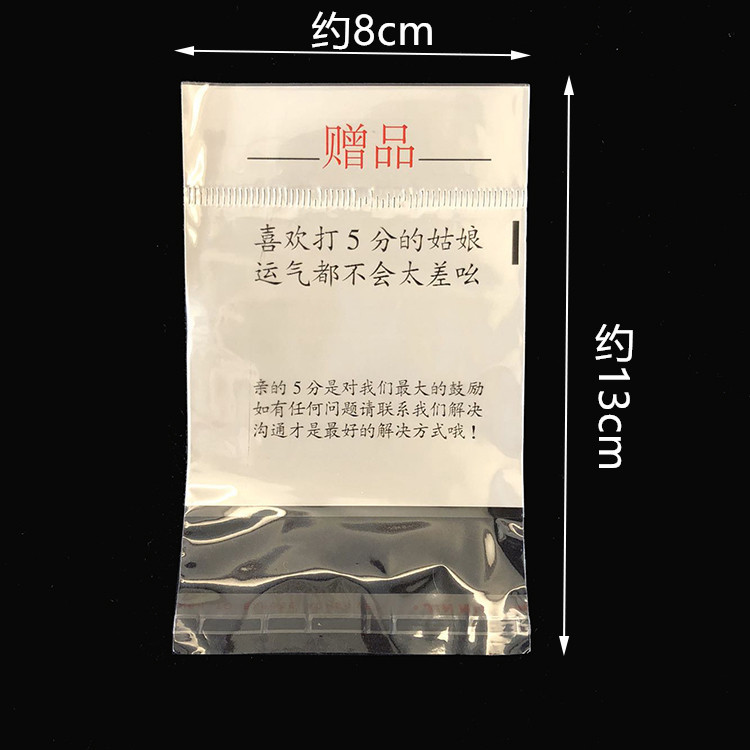 约8cm
赠品
喜欢打5分的姑娘
运气都不会太差吆
约13cm
亲的5分是对我们最大的鼓励
如有任何问题请联系我们解决
沟通才是最好的解决方式哦！